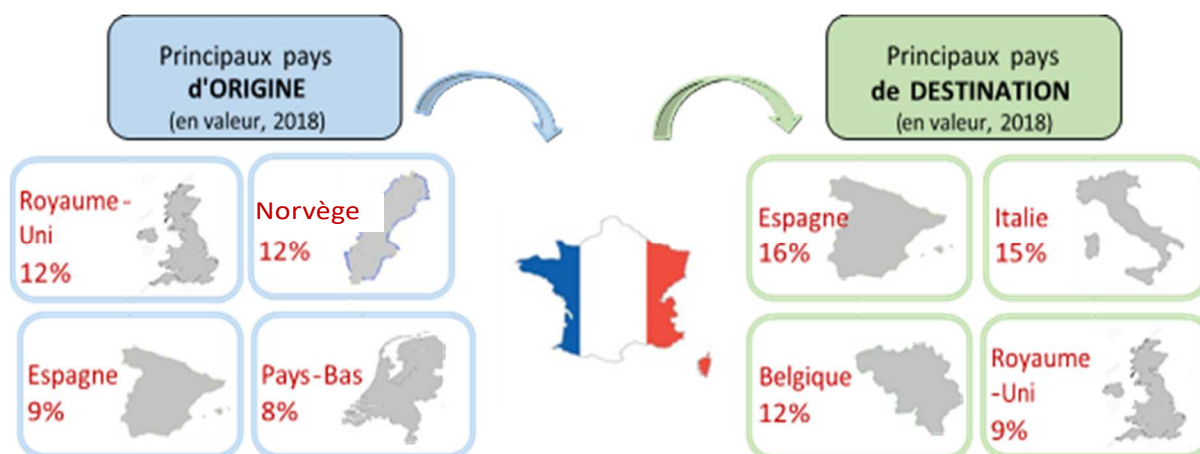 Principaux pays
d'ORIGINE
(en valeur, 2018)
Royaume-
Uni
12%
Norvège
12%
Espagne
9%
Pays-Bas
8%
Principaux pays
de DESTINATION
(en valeur, 2018)
Espagne
16%
Italie
15%
Belgique
12%
Royaume
-Uni
9%